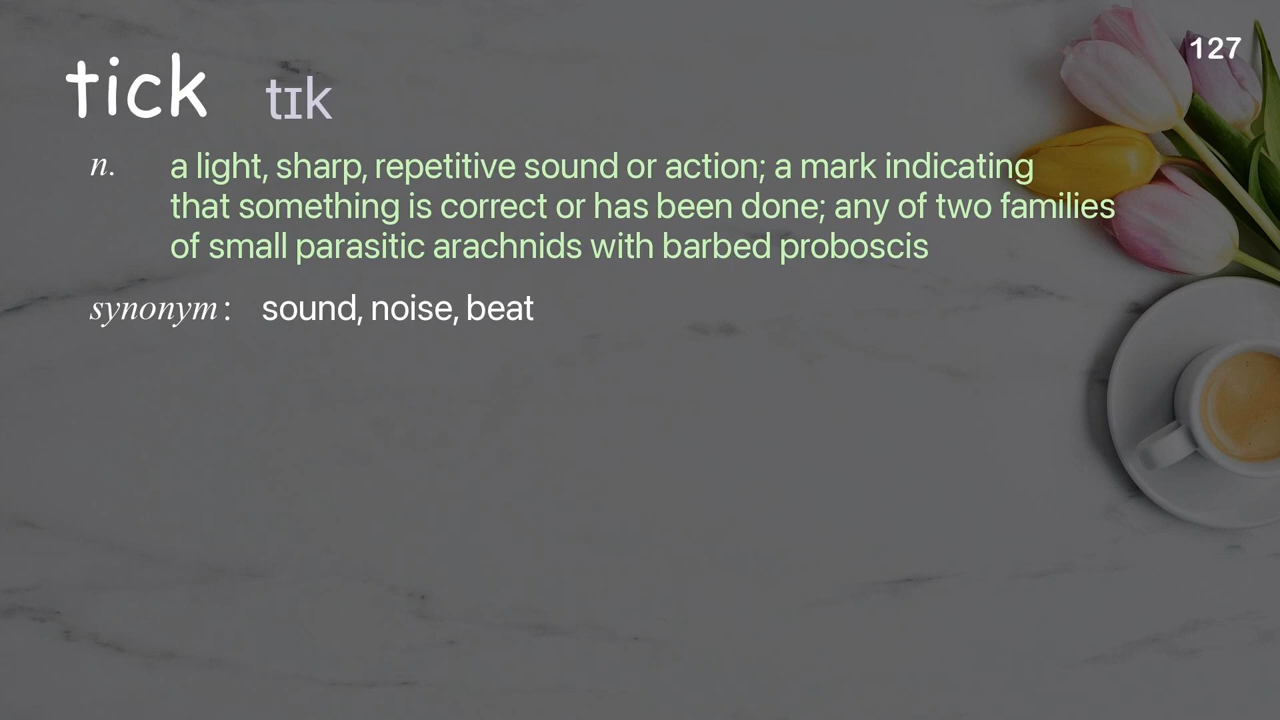 127
tick tɪk
n. a light, sharp, repetitive sound or action; a mark indicating
that something is correct or has been done; any of two families
of small parasitic arachnids with barbed proboscis
synonym: sound, noise, beat